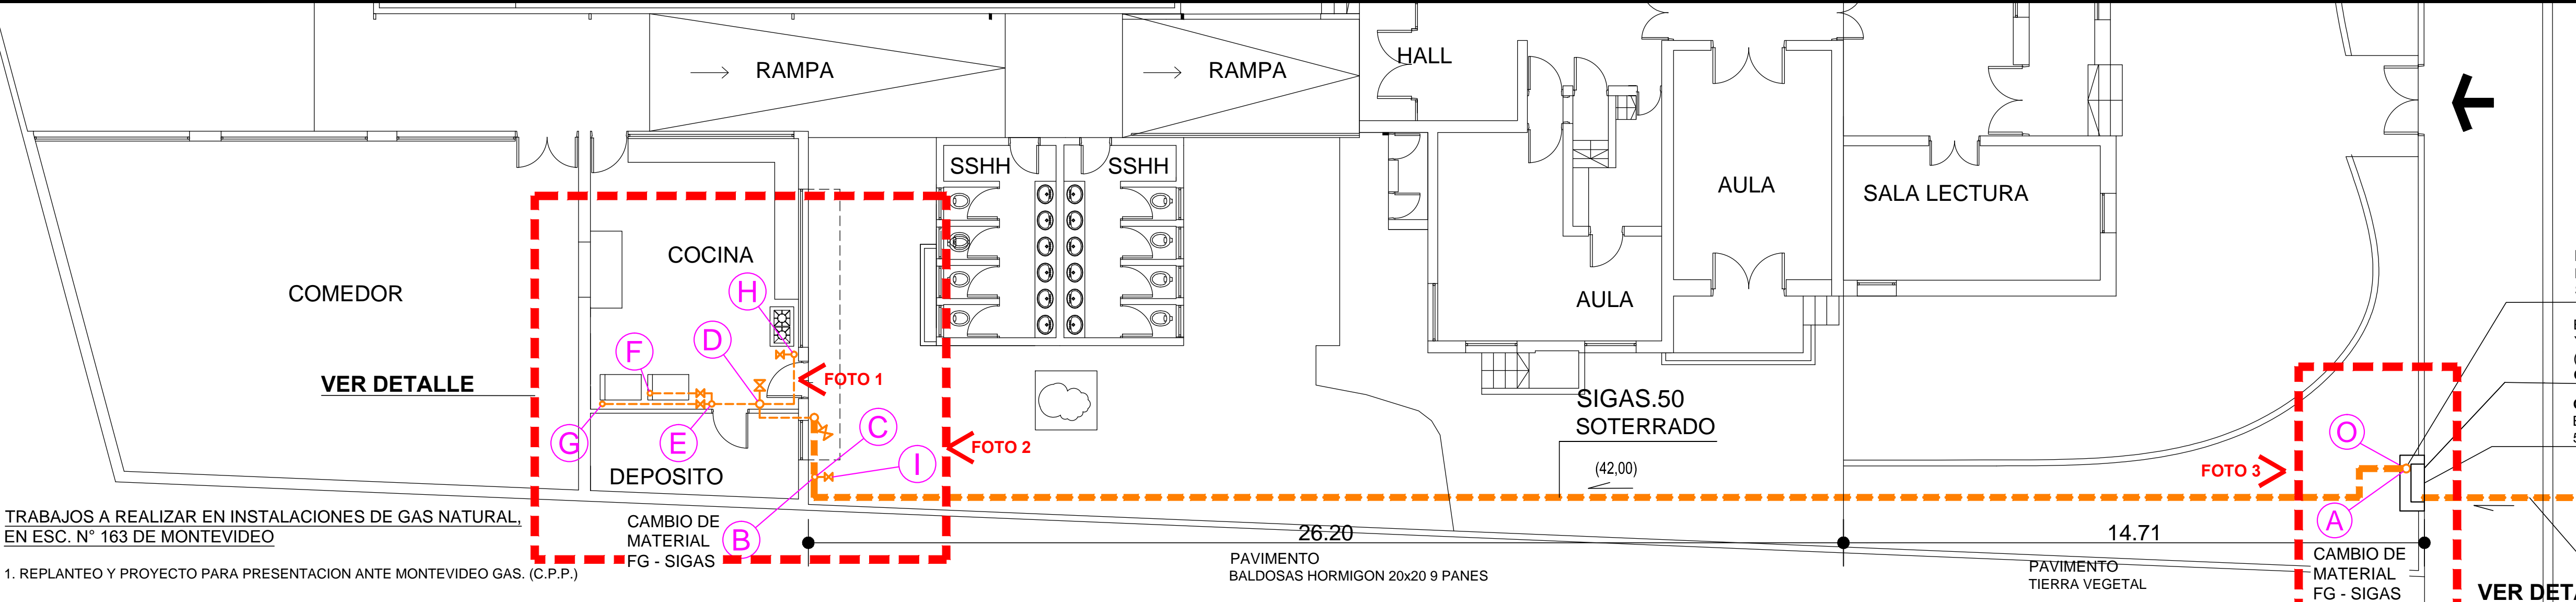 RAMPA
RAMPA
HALL
SSHH
SSHH
AULA
SALA LECTURA
COCINA
COMEDOR
H
AULA
D
F
FOTO 1
VER DETALLE
SIGAS.50
SOTERRADO
C
O
G
E
FOTO 2
I
(42,00)
FOTO 3
DEPOSITO
TRABAJOS A REALIZAR EN INSTALACIONES DE GAS NATURAL,
EN ESC. N° 163 DE MONTEVIDEO
CAMBIO DE
MATERIAL
FG - SIGAS
B
26.20
14.71
A
CAMBIO DE
MATERIAL
FG - SIGAS
PAVIMENTO
BALDOSAS HORMIGON 20x20 9 PANES
PAVIMENTO
TIERRA VEGETAL
1. REPLANTEO Y PROYECTO PARA PRESENTACION ANTE MONTEVIDEO GAS. (C.P.P.)
VER DETA